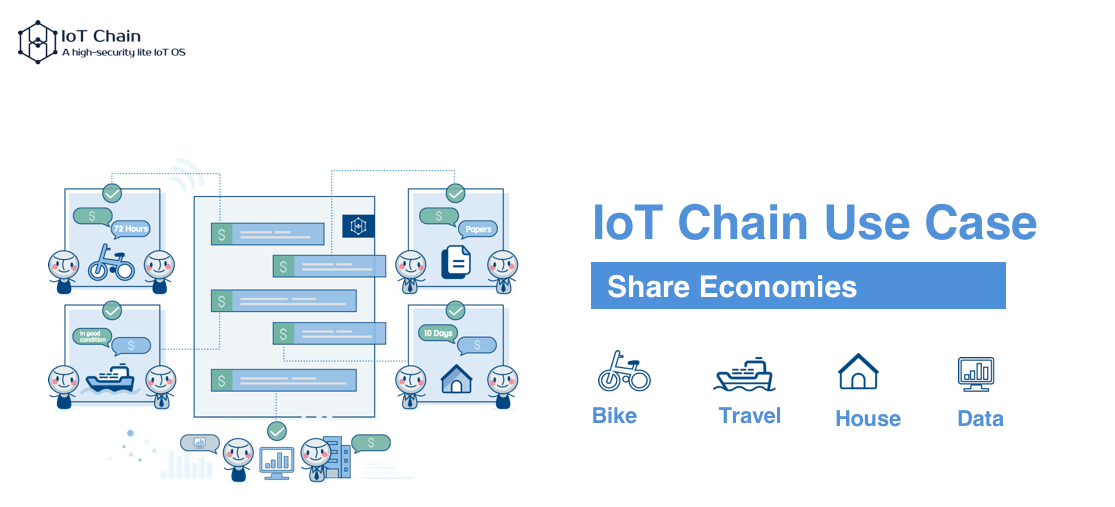 IoT Chain
A high-security lite IoT OS
$
72 Hours
$
Papers
$
$
$
$
$
In good
condition
$
10 Days
$
$
IoT Chain Use Case
Share Economies
Bike
Travel
House
Data